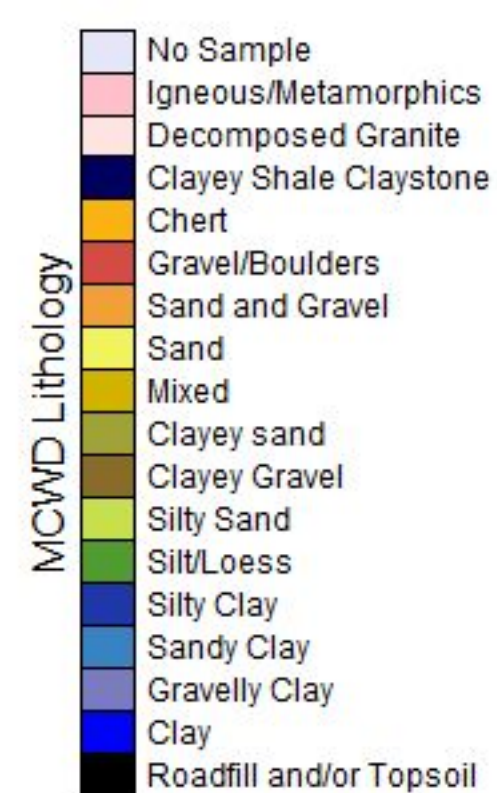 MCWD Lithology
No Sample
Igneous/Metamorphics
Decomposed Granite
Clayey Shale Claystone
Chert
Gravel/Boulders
Sand and Gravel
Sand
Mixed
Clayey sand
Clayey Gravel
Silty Sand
Silt/Loess
Silty Clay
Sandy Clay
Gravelly Clay
Clay
Roadfill and/or Topsoil